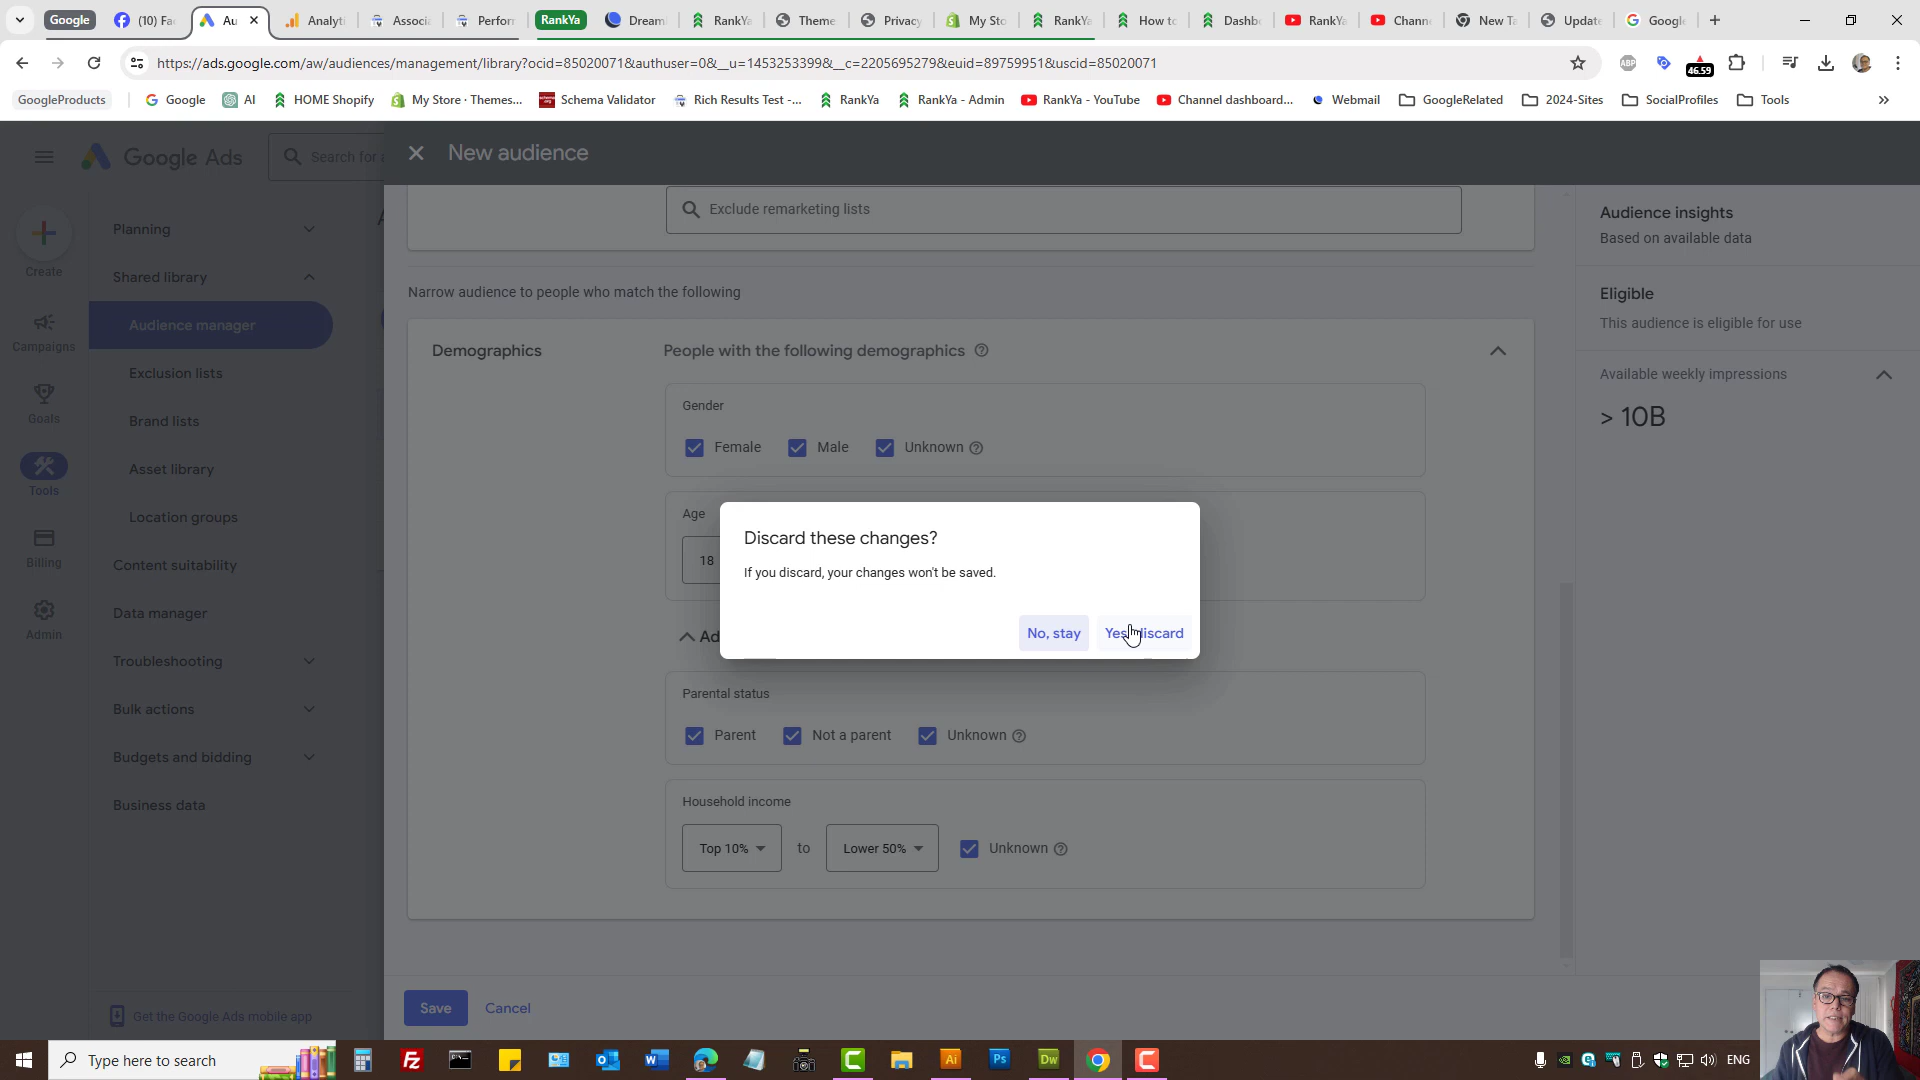 Google
(10) Fa
Au
Analyti
Associa
Perfor
RankYa
Dream
RankYa
Theme
Privacy
My Sto
RankYa
How to
Dashb
RankYa
Chann
New Ta
Update
Google
https://ads.google.com/aw/audiences/management/library?ocid=85020071&authuser=0&__u=1453253399&__c=2205695279&euid=89759951&uscid=85020071
ABP
46.59
GoogleProducts
Google
AI
HOME Shopify
My Store · Themes...
Schema Validator
Rich Results Test -...
RankYa
RankYa - Admin
RankYa - YouTube
Channel dashboard...
Webmail
GoogleRelated
2024-Sites
SocialProfiles
Tools
Google Ads
Search for a
New audience
Create
Campaigns
Goals
Tools
Billing
Admin
Planning
Shared library
Audience manager
Exclusion lists
Brand lists
Asset library
Location groups
Content suitability
Data manager
Troubleshooting
Bulk actions
Budgets and bidding
Business data
Get the Google Ads mobile app
Exclude remarketing lists
Narrow audience to people who match the following
Demographics
People with the following demographics
Gender
Female
Male
Unknown
Age
18
Ad
Discard these changes?
If you discard, your changes won't be saved.
No, stay
Yes, discard
Parental status
Parent
Not a parent
Unknown
Household income
Top 10%
to
Lower 50%
Unknown
Save
Cancel
Audience insights
Based on available data
Eligible
This audience is eligible for use
Available weekly impressions
> 10B
Type here to search
Ai
Ps
Dw
ENG